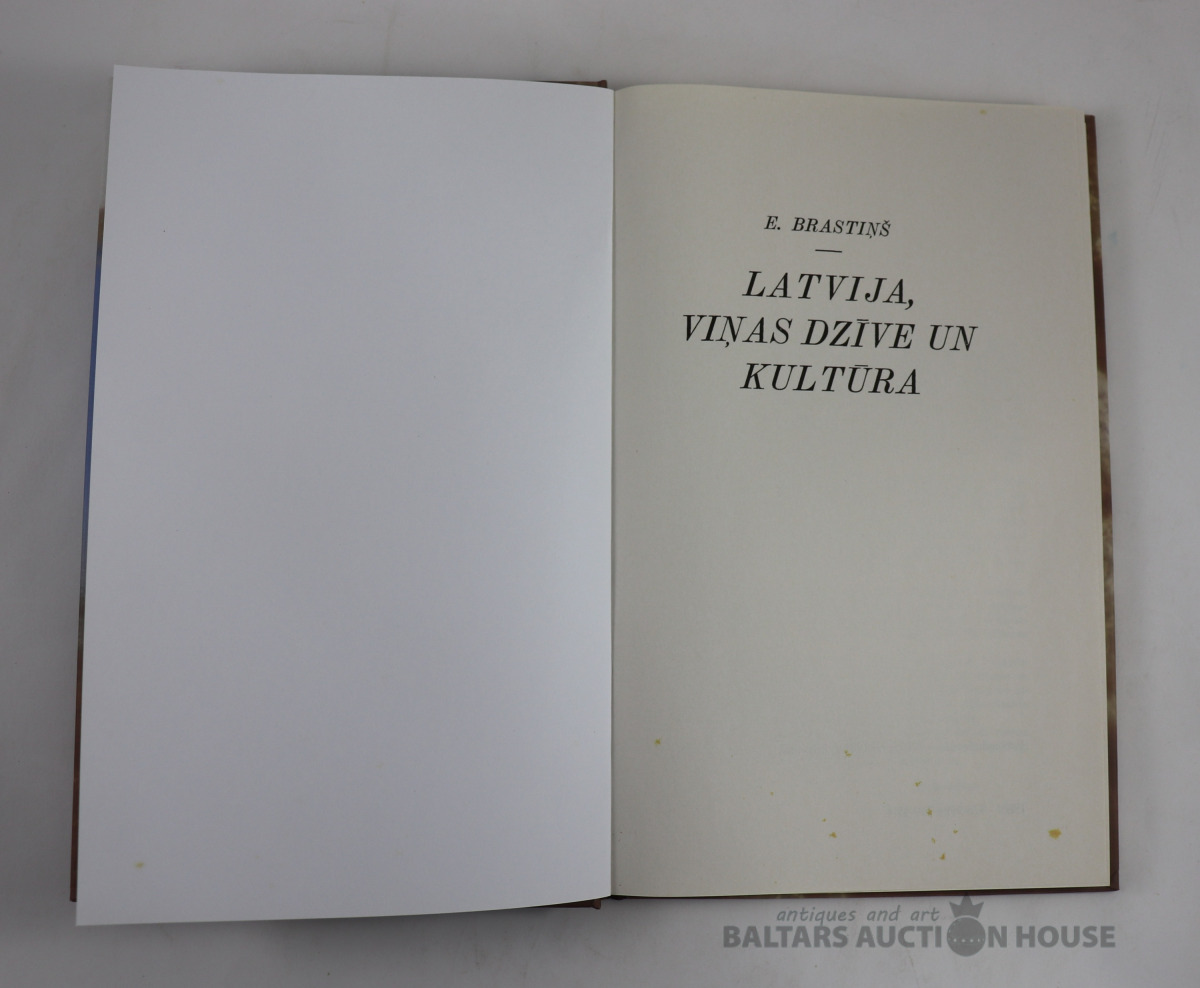 E. BRASTIŅŠ
LATVIJA,
VIŅAS DZĪVE UN
KULTŪRA
antiques and art
BALTARS AUCTION HOUSE